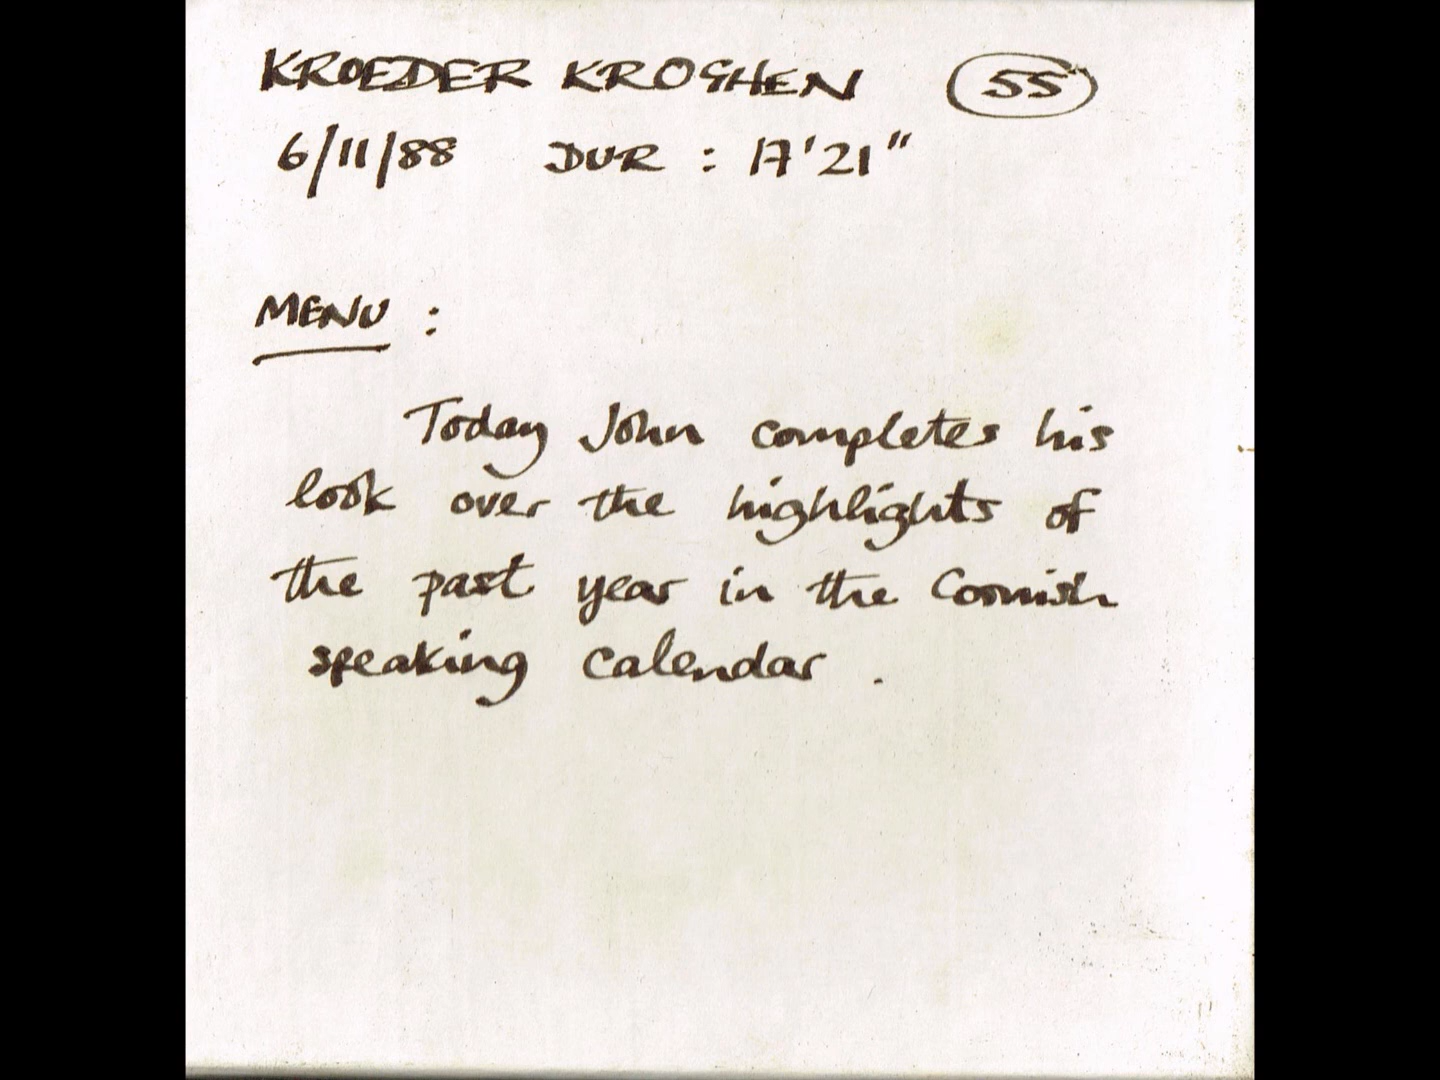 KROEDER KROGHEN 55
6/11/88 DUR : 17'21"
MENU :
Today John completes his
look over the highlights of
the past year in the Cornish
speaking calendar .